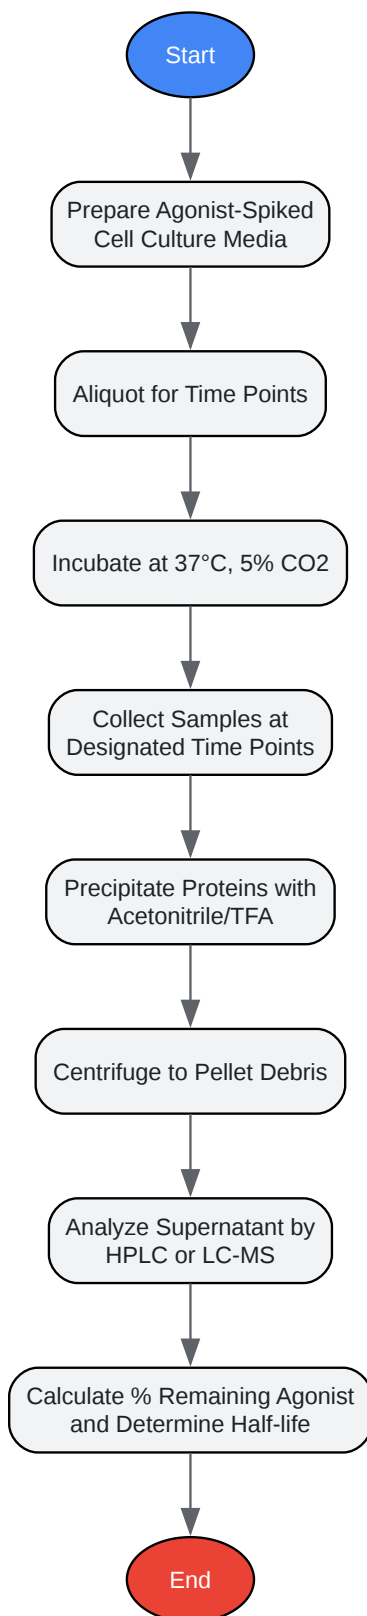 Start
Prepare Agonist-Spiked
Cell Culture Media
Aliquot for Time Points
Incubate at 37°C, 5% CO2
Collect Samples at
Designated Time Points
Precipitate Proteins with
Acetonitrile/TFA
Centrifuge to Pellet Debris
Analyze Supernatant by
HPLC or LC-MS
Calculate % Remaining Agonist
and Determine Half-life
End